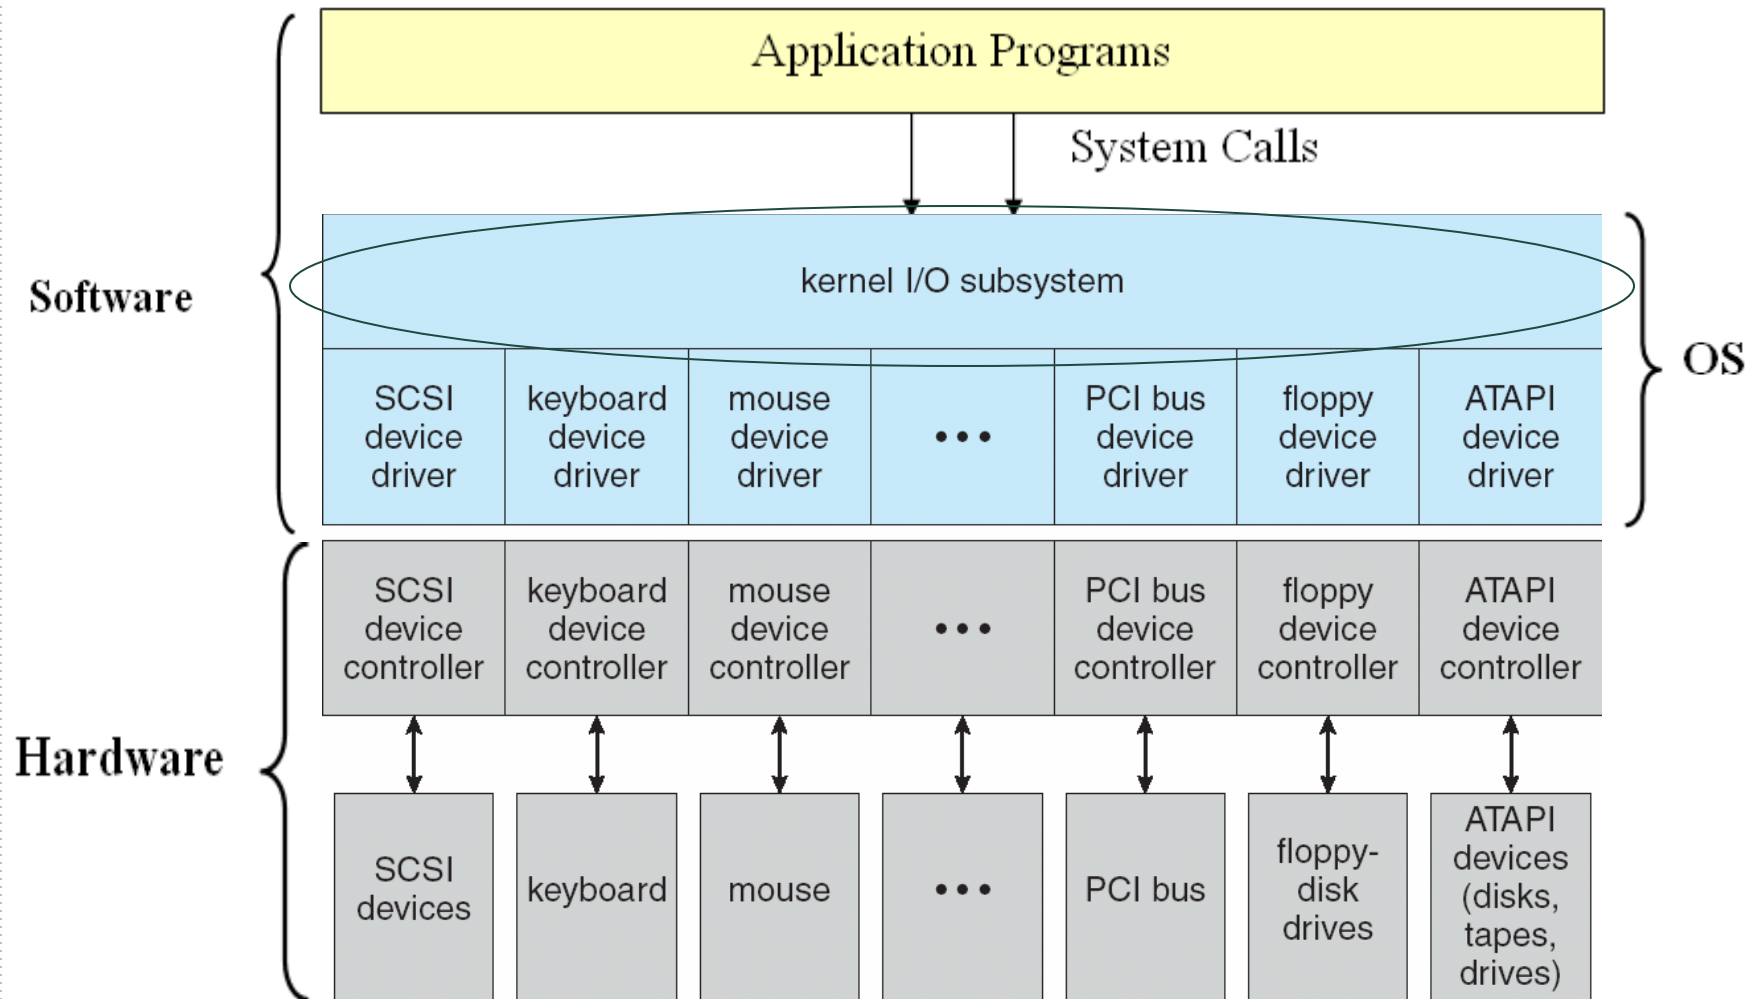 Application Programs
System Calls
kernel I/O subsystem
Software
OS
SCSI
device
driver
keyboard
device
driver
mouse
device
driver
•••
PCI bus
device
driver
floppy
device
driver
ATAPI
device
driver
SCSI
device
controller
keyboard
device
controller
mouse
device
controller
•••
PCI bus
device
controller
floppy
device
controller
ATAPI
device
controller
Hardware
SCSI
devices
keyboard
mouse
•••
PCI bus
floppy-
disk
drives
ATAPI
devices
(disks,
tapes,
drives)